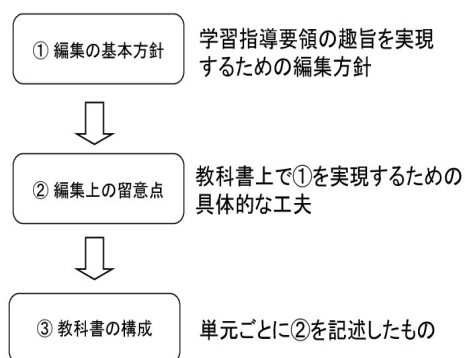 ① 編集の基本方針
学習指導要領の趣旨を実現
するための編集方針
② 編集上の留意点
教科書上で①を実現するための
具体的な工夫
③ 教科書の構成
単元ごとに②を記述したもの